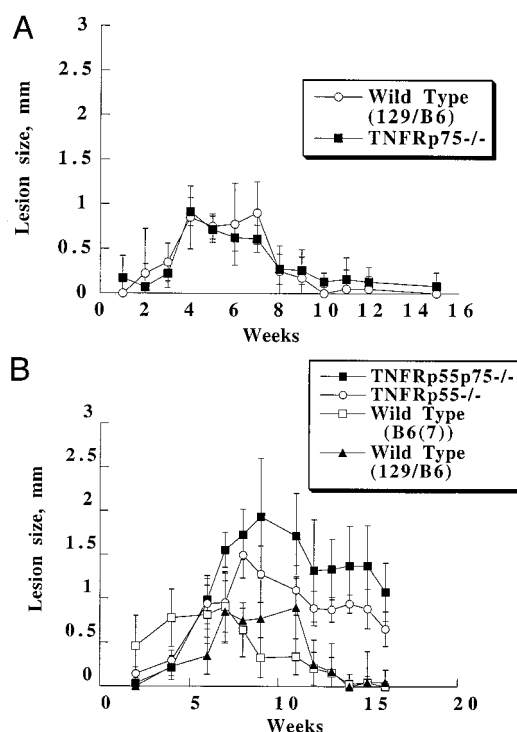 A
3
2.5
2
1.5
1
0.5
0
Lesion size, mm
Wild Type
(129/B6)
TNFRp75-/-
0 2 4 6 8 10 12 14 16
Weeks
B
TNFRp55p75-/-
TNFRp55-/-
Wild Type
(B6(7))
Wild Type
(129/B6)
3
2.5
2
1.5
1
0.5
0
Lesion size, mm
0 5 10 15 20
Weeks